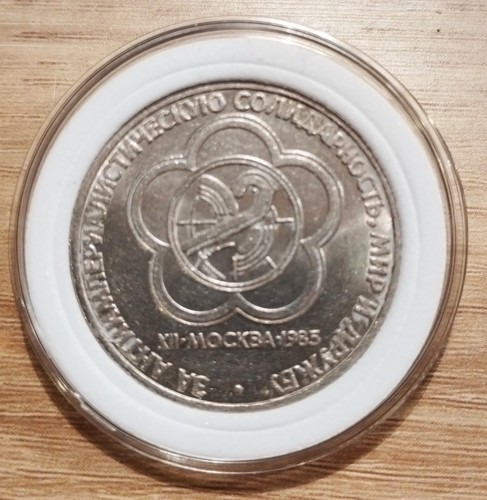 ЗА АНТИИМПЕРИАЛИСТИЧЕСКУЮ СОЛИДАРНОСТЬ, МИР И ДРУЖБУ
XII·МОСКВА·1985